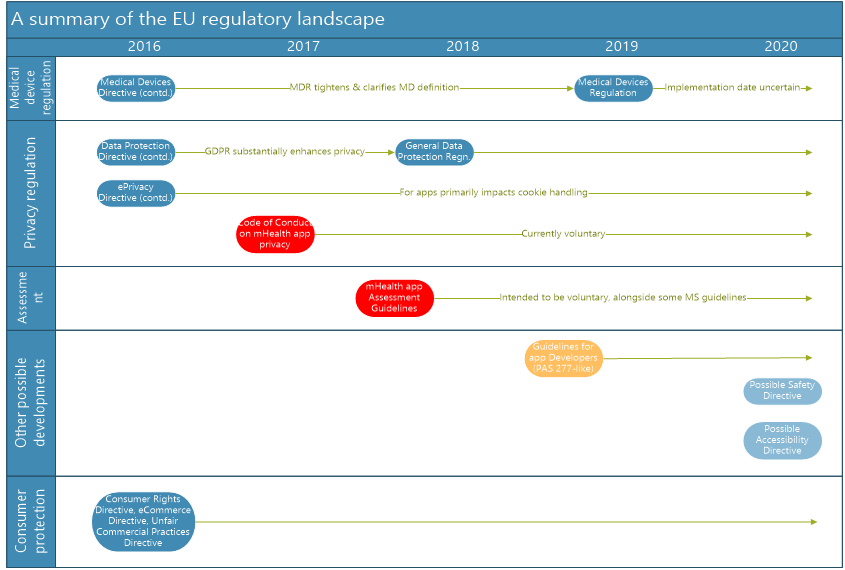 A summary of the EU regulatory landscape
2016 2017 2018 2019 2020
Medical
device
regulation
Medical Devices
Directive (contd.)
MDR tightens & clarifies MD definition
Medical Devices
Regulation
Implementation date uncertain
Privacy regulation
Data Protection
Directive (contd.)
GDPR substantially enhances privacy
General Data
Protection Regn.
ePrivacy
Directive (contd.)
For apps primarily impacts cookie handling
Code of Conduct
on mHealth app
privacy
Currently voluntary
Assessme
nt
mHealth app
Assessment
Guidelines
Intended to be voluntary, alongside some MS guidelines
Other possible
developments
Guidelines for
app Developers
(PAS 277-like)
Possible Safety
Directive
Possible
Accessibility
Directive
Consumer
protection
Consumer Rights
Directive, eCommerce
Directive, Unfair
Commercial Practices
Directive